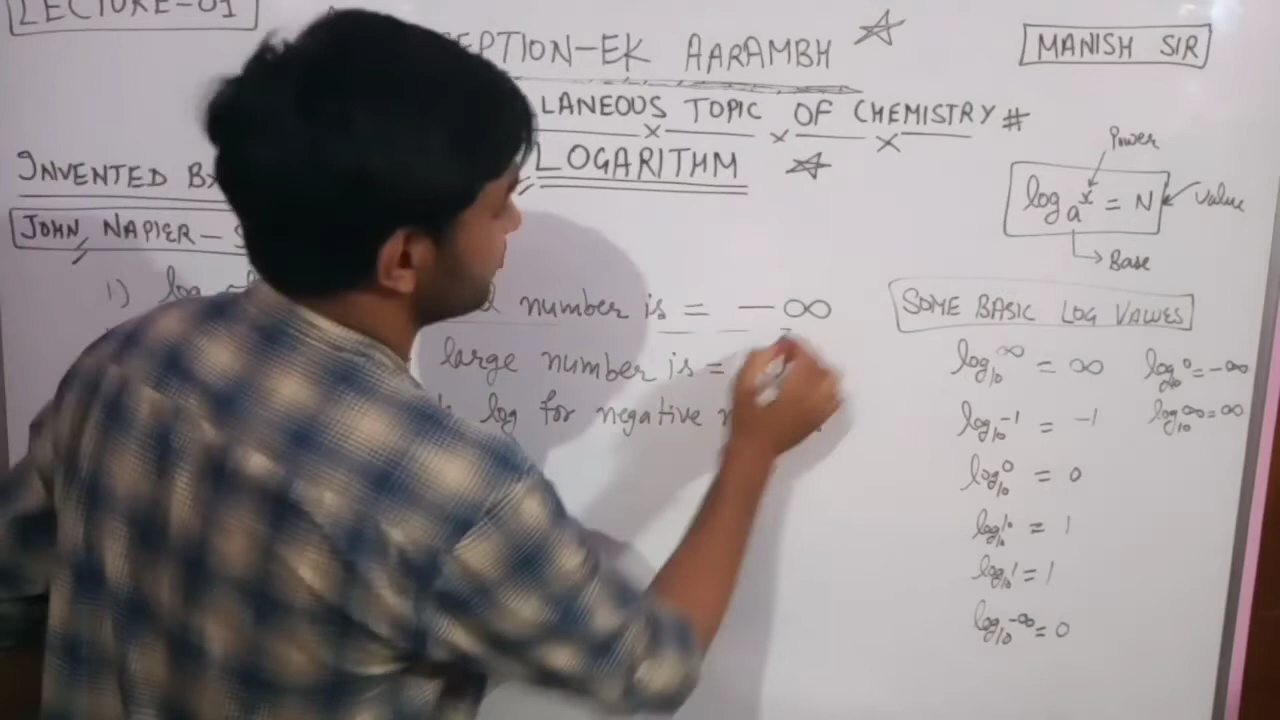 LECTURE-01
EPTION-EK AARAMBH
MANISH SIR
LANEOUS TOPIC OF CHEMISTRY #
LOGARITHM
INVENTED BY
JOHN NAPIER - S
1) log
number is = -∞
large number is =
log for negative
Power
log a^x = N
Value
Base
SOME BASIC LOG VALUES
log₁₀^∞ = ∞
log₁₀^0 = -∞
log₁₀^-1 = -1
log₁₀^∞ = ∞
log₁₀^0 = 0
log₁₀^10 = 1
log₁₀^1 = 1
log₁₀^-∞ = 0